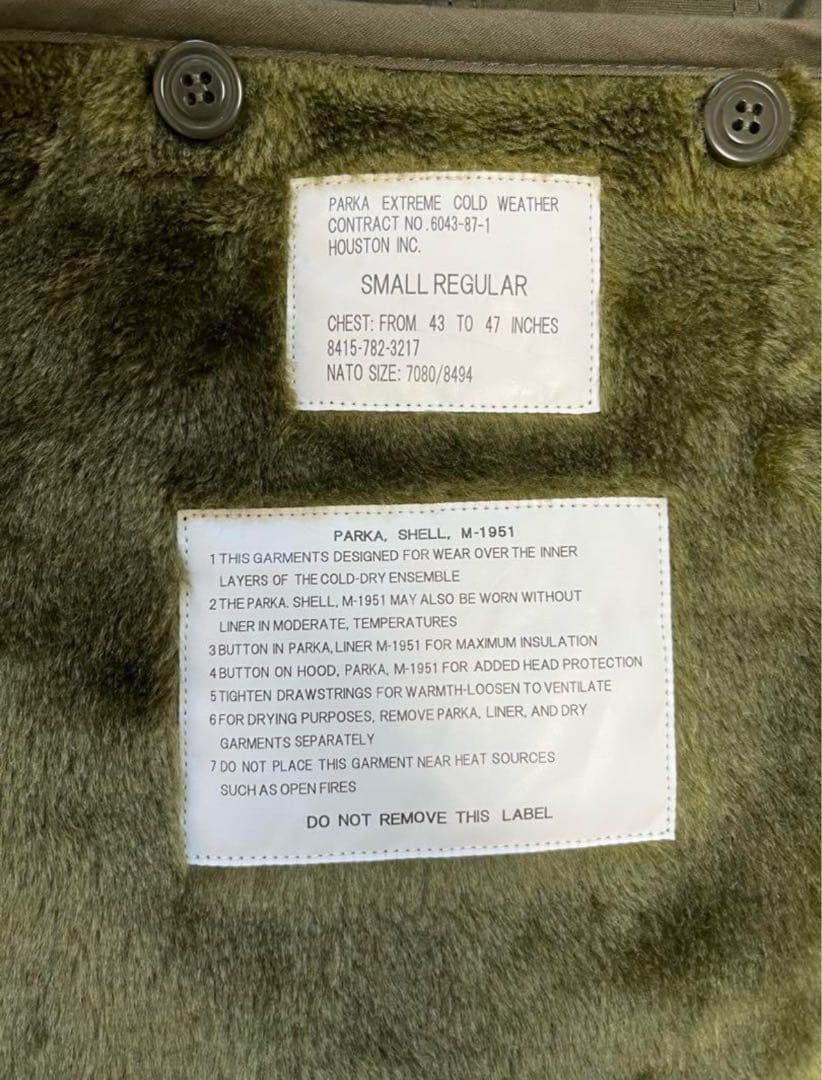 PARKA EXTREME COLD WEATHER
CONTRACT NO.6043-87-1
HOUSTON INC.
SMALL REGULAR
CHEST: FROM 43 TO 47 INCHES
8415-782-3217
NATO SIZE: 7080/8494
PARKA, SHELL, M-1951
1 THIS GARMENTS DESIGNED FOR WEAR OVER THE INNER
LAYERS OF THE COLD-DRY ENSEMBLE
2 THE PARKA. SHELL, M-1951 MAY ALSO BE WORN WITHOUT
LINER IN MODERATE, TEMPERATURES
3 BUTTON IN PARKA, LINER M-1951 FOR MAXIMUM INSULATION
4 BUTTON ON HOOD, PARKA, M-1951 FOR ADDED HEAD PROTECTION
5 TIGHTEN DRAWSTRINGS FOR WARMTH-LOOSEN TO VENTILATE
6 FOR DRYING PURPOSES, REMOVE PARKA, LINER, AND DRY
GARMENTS SEPARATELY
7 DO NOT PLACE THIS GARMENT NEAR HEAT SOURCES
SUCH AS OPEN FIRES
DO NOT REMOVE THIS LABEL